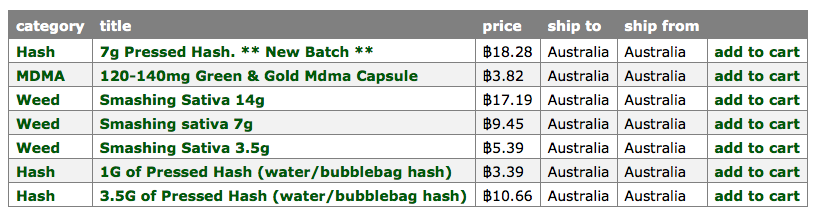 category title price ship to ship from
Hash 7g Pressed Hash. ** New Batch ** ฿18.28 Australia Australia add to cart
MDMA 120-140mg Green & Gold Mdma Capsule ฿3.82 Australia Australia add to cart
Weed Smashing Sativa 14g ฿17.19 Australia Australia add to cart
Weed Smashing sativa 7g ฿9.45 Australia Australia add to cart
Weed Smashing Sativa 3.5g ฿5.39 Australia Australia add to cart
Hash 1G of Pressed Hash (water/bubblebag hash) ฿3.39 Australia Australia add to cart
Hash 3.5G of Pressed Hash (water/bubblebag hash) ฿10.66 Australia Australia add to cart